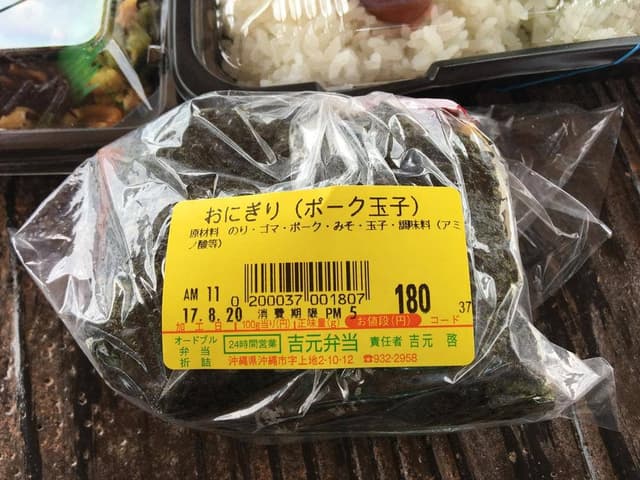 おにぎり（ポーク玉子）
原材料 のり・ゴマ・ポーク・みそ・玉子・調味料（アミ
ノ酸等）
AM 11
0 200037 001807
17. 8. 20 消費期限 PM 5 180 37
加工日 100g当り(円) 正味量(g) お値段(円) コード
オードブル
弁当
折詰
24時間営業 吉元弁当 責任者 吉元 啓
沖縄県沖縄市字上地2-10-12 ☎932-2958